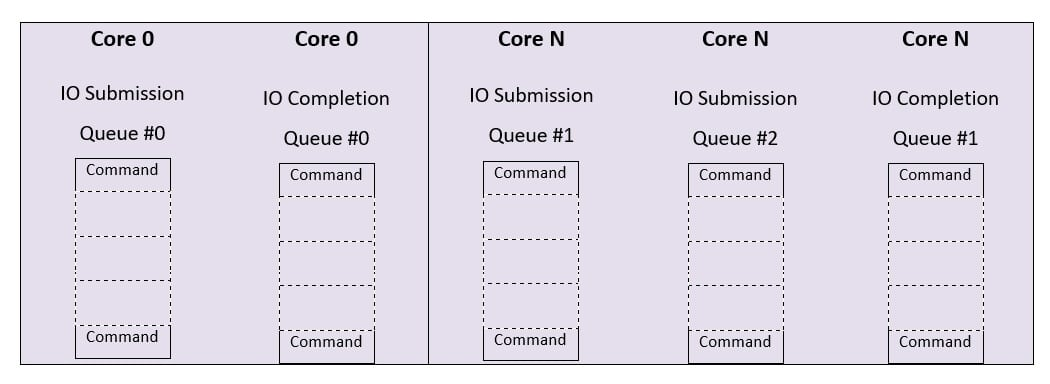 Core 0
IO Submission
Queue #0
Command
Command
Core 0
IO Completion
Queue #0
Command
Command
Core N
IO Submission
Queue #1
Command
Command
Core N
IO Submission
Queue #2
Command
Command
Core N
IO Completion
Queue #1
Command
Command